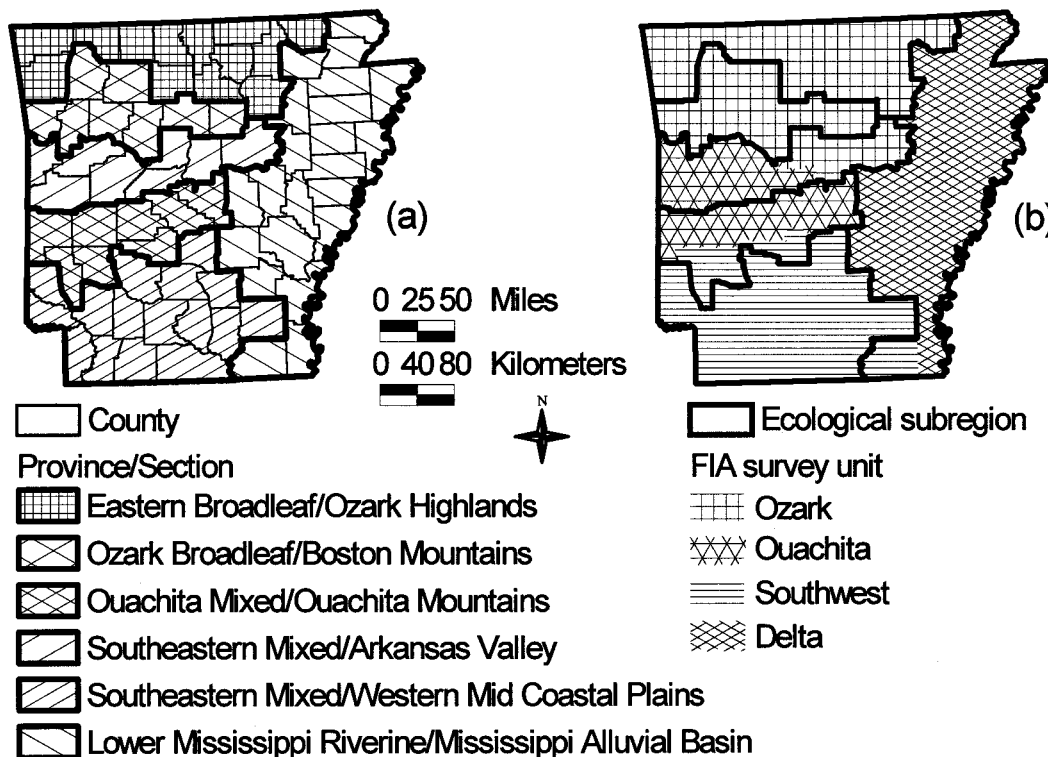 (a)
(b)
0 25 50 Miles
0 40 80 Kilometers
N
County
Province/Section
Eastern Broadleaf/Ozark Highlands
Ozark Broadleaf/Boston Mountains
Ouachita Mixed/Ouachita Mountains
Southeastern Mixed/Arkansas Valley
Southeastern Mixed/Western Mid Coastal Plains
Lower Mississippi Riverine/Mississippi Alluvial Basin
Ecological subregion
FIA survey unit
Ozark
Ouachita
Southwest
Delta